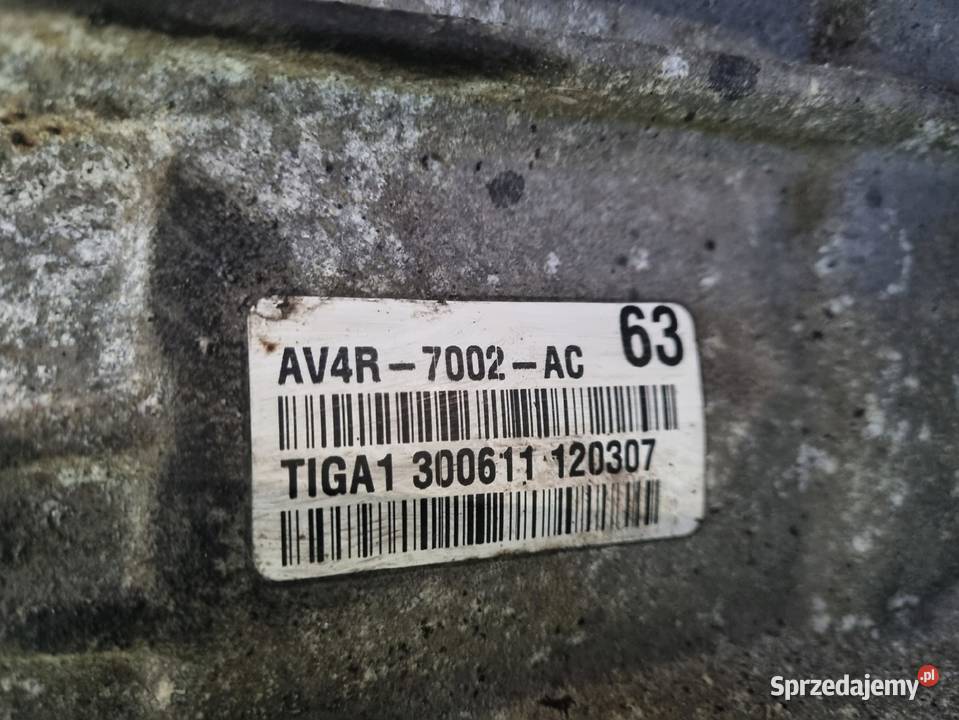 63
AV4R-7002-AC
TIGA1 300611 120307
Sprzedajemy.pl